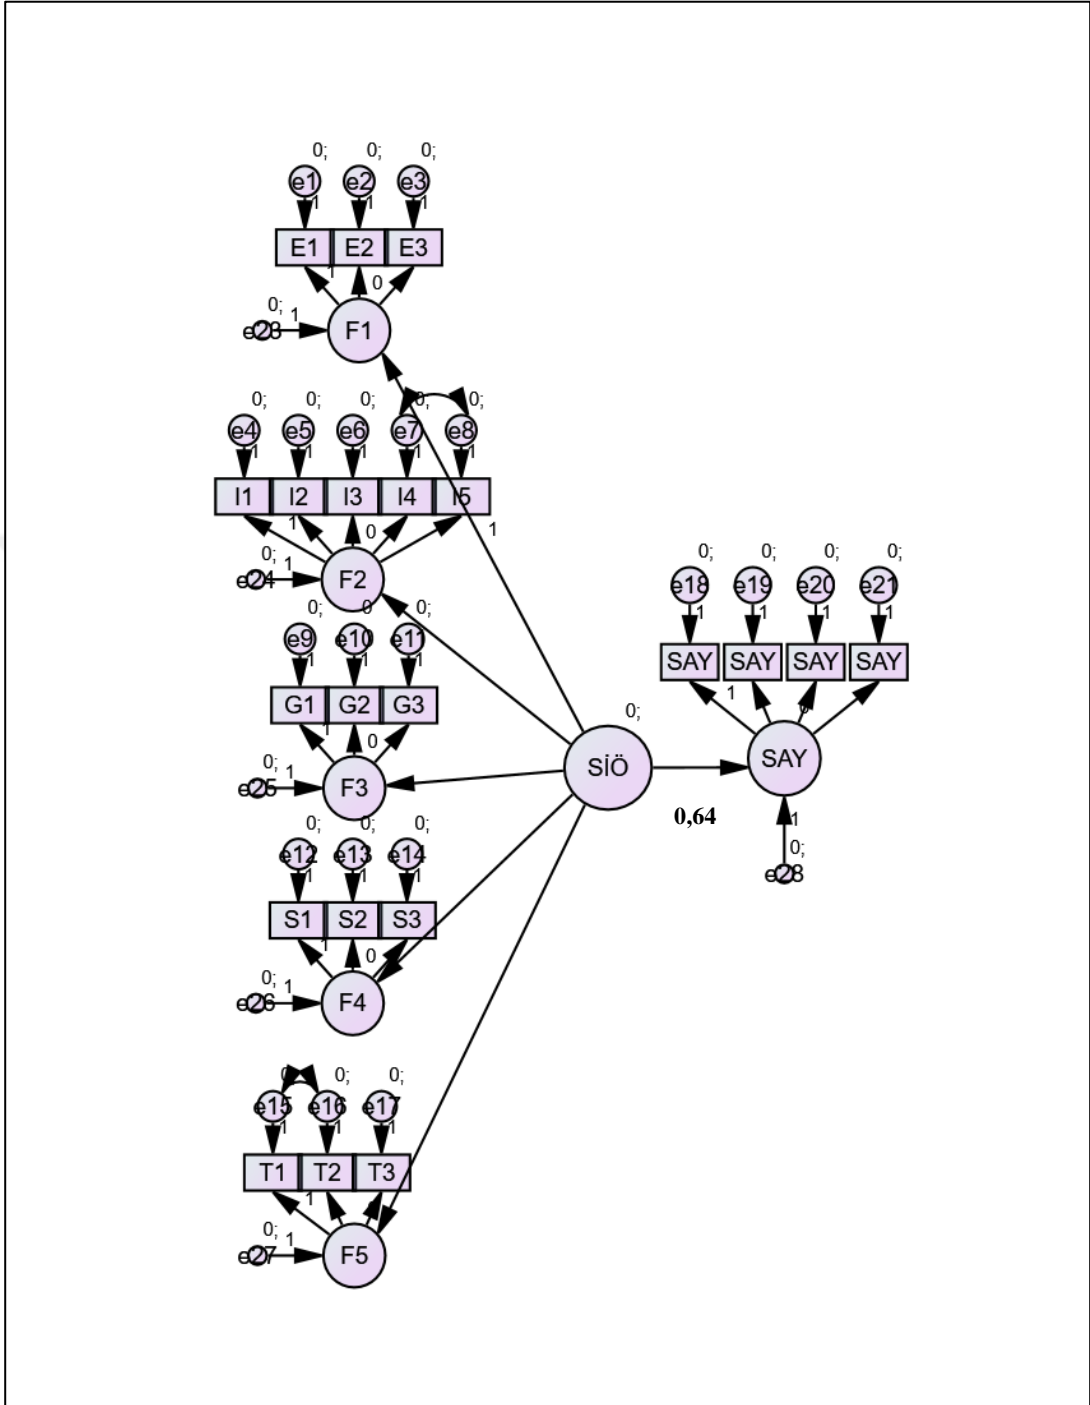 0; 0; 0;
e1 e2 e3
1 1 1
E1 E2 E3
1 0
0; 1
e23 F1
0; 0; 0; 0; 0;
e4 e5 e6 e7 e8
1 1 1 1 1
I1 I2 I3 I4 I5
1 0 1
0; 1
e24 F2
0; 0 0;
e9 e10 e11
1 1 1
G1 G2 G3
1 0
0; 1
e25 F3
0; 0; 0;
e12 e13 e14
1 1 1
S1 S2 S3
1 0
0; 1
e26 F4
0 0; 0;
e15 e16 e17
1 1 1
T1 T2 T3
1 0
0; 1
e27 F5
0;
SİÖ
0,64
0; 0; 0; 0;
e18 e19 e20 e21
1 1 1 1
SAY SAY SAY SAY
1 0
SAY
1
0;
e28